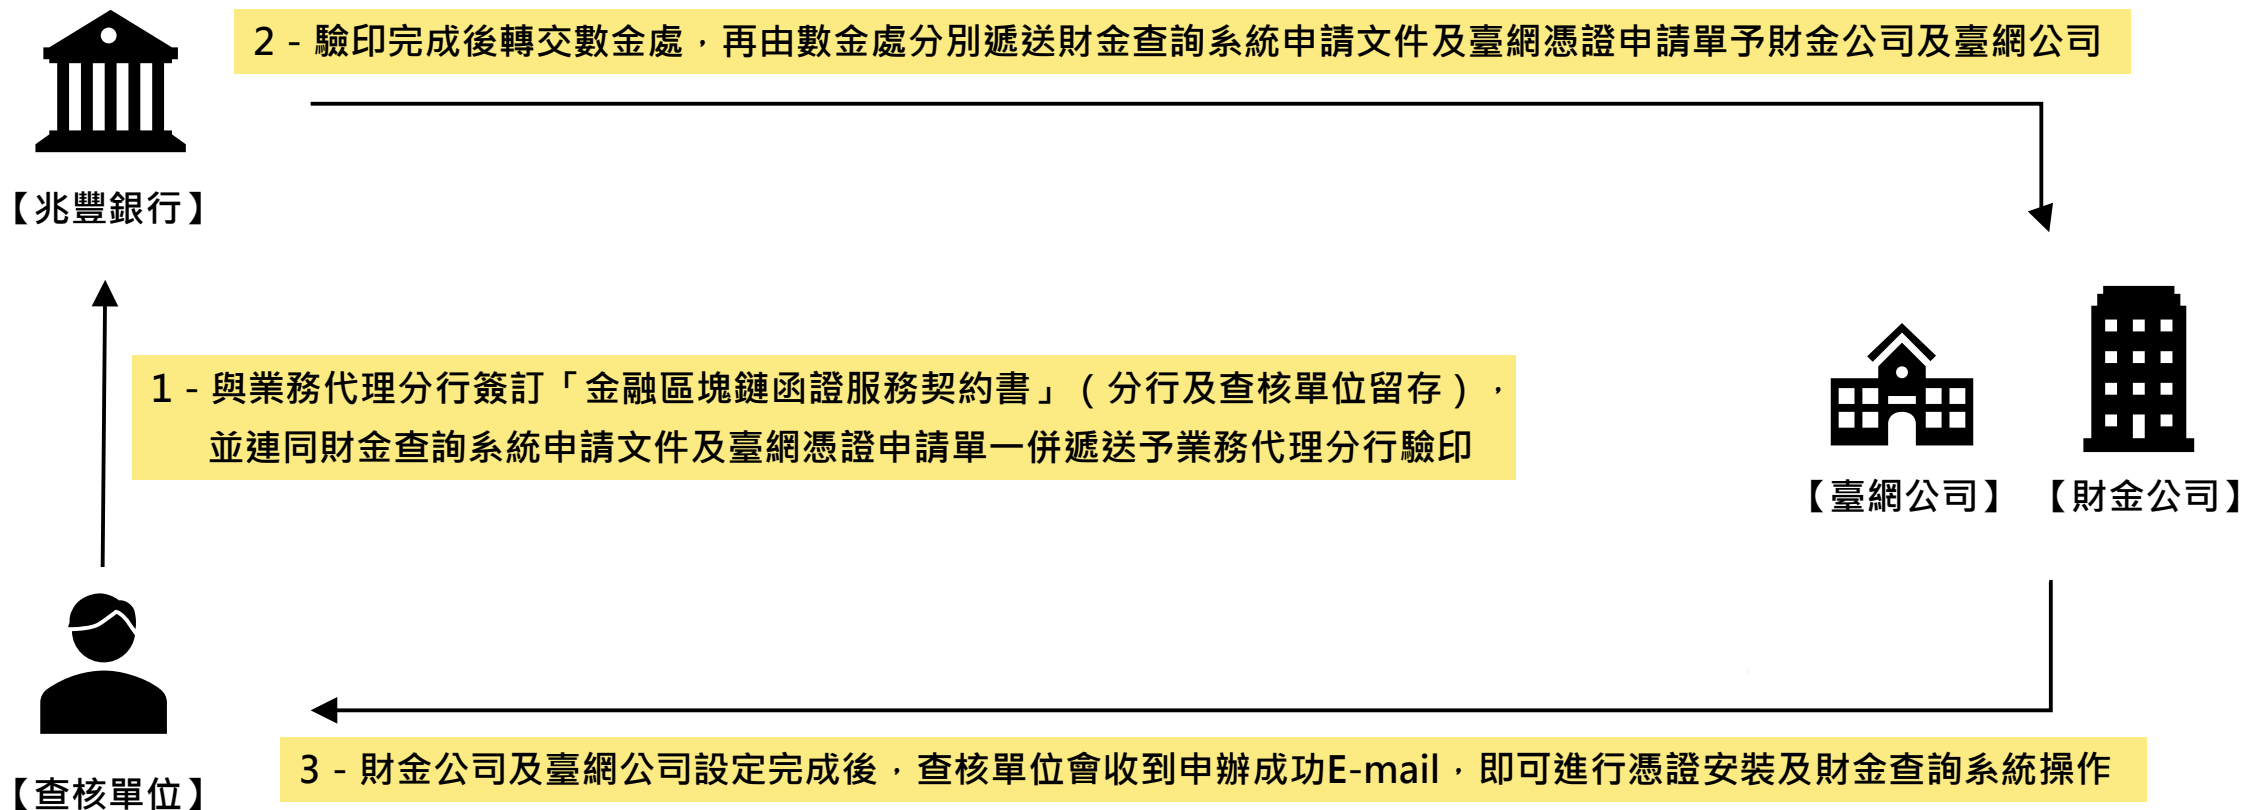 2 - 驗印完成後轉交數金處，再由數金處分別遞送財金查詢系統申請文件及臺網憑證申請單予財金公司及臺網公司
【兆豐銀行】
1 - 與業務代理分行簽訂「金融區塊鏈函證服務契約書」（分行及查核單位留存），
並連同財金查詢系統申請文件及臺網憑證申請單一併遞送予業務代理分行驗印
【臺網公司】
【財金公司】
3 - 財金公司及臺網公司設定完成後，查核單位會收到申辦成功E-mail，即可進行憑證安裝及財金查詢系統操作
【查核單位】